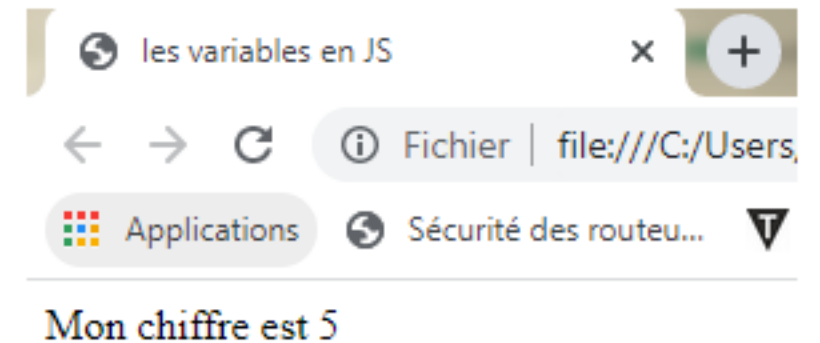 les variables en JS
Fichier | file:///C:/Users,
Applications Sécurité des routeu... T
Mon chiffre est 5